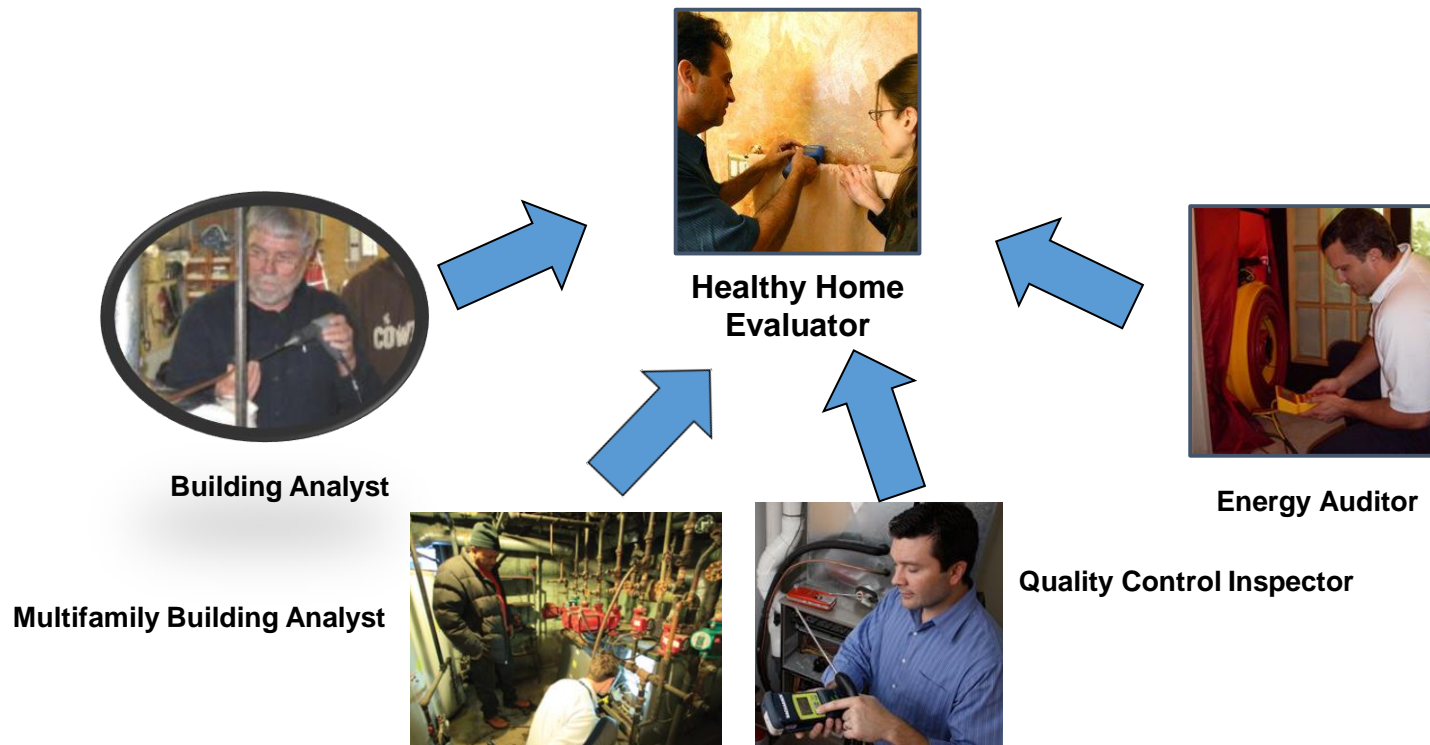 Healthy Home
Evaluator
Building Analyst
Energy Auditor
Multifamily Building Analyst
Quality Control Inspector